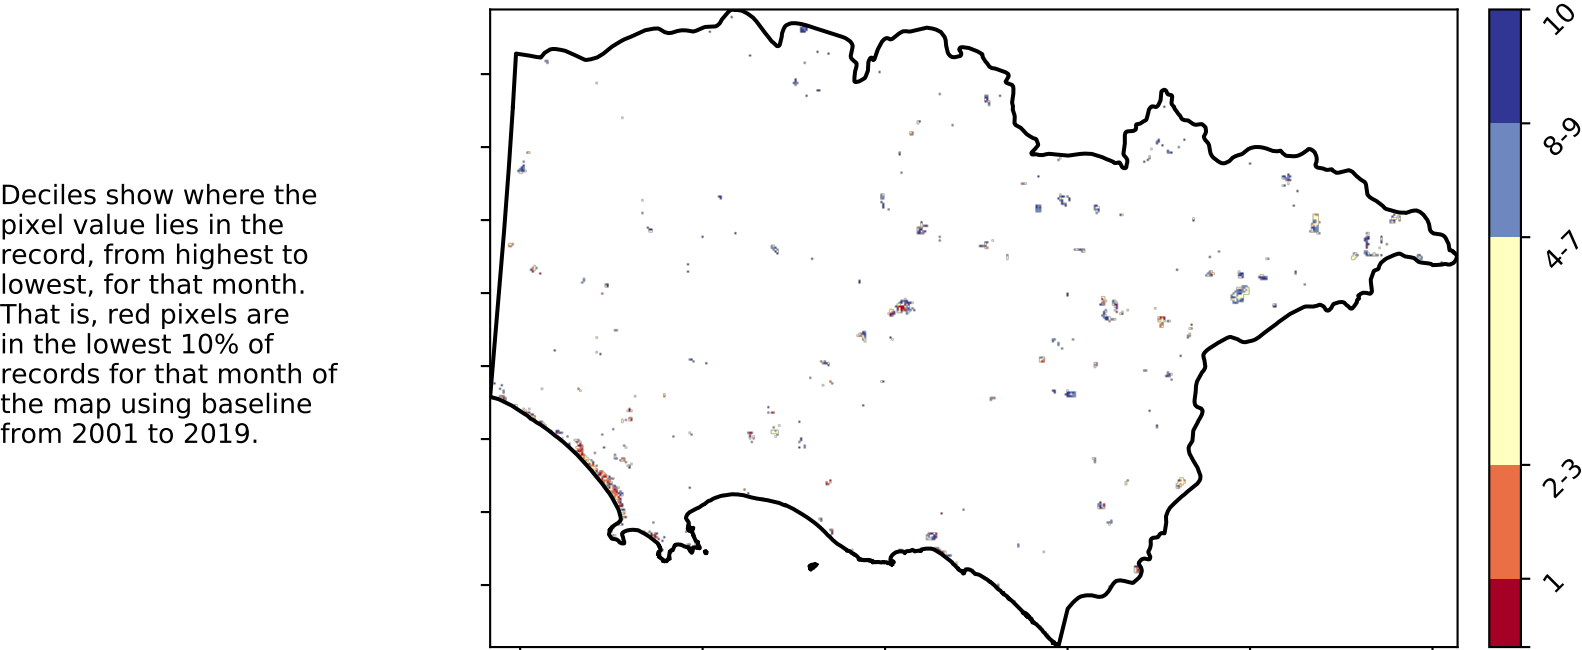 Deciles show where the
pixel value lies in the
record, from highest to
lowest, for that month.
That is, red pixels are
in the lowest 10% of
records for that month of
the map using baseline
from 2001 to 2019.
10
8-9
4-7
2-3
1